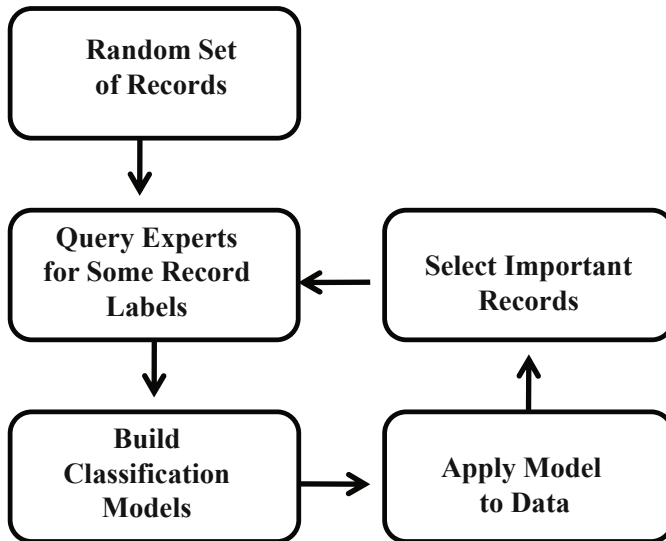 Random Set
of Records
Query Experts
for Some Record
Labels
Select Important
Records
Build
Classification
Models
Apply Model
to Data